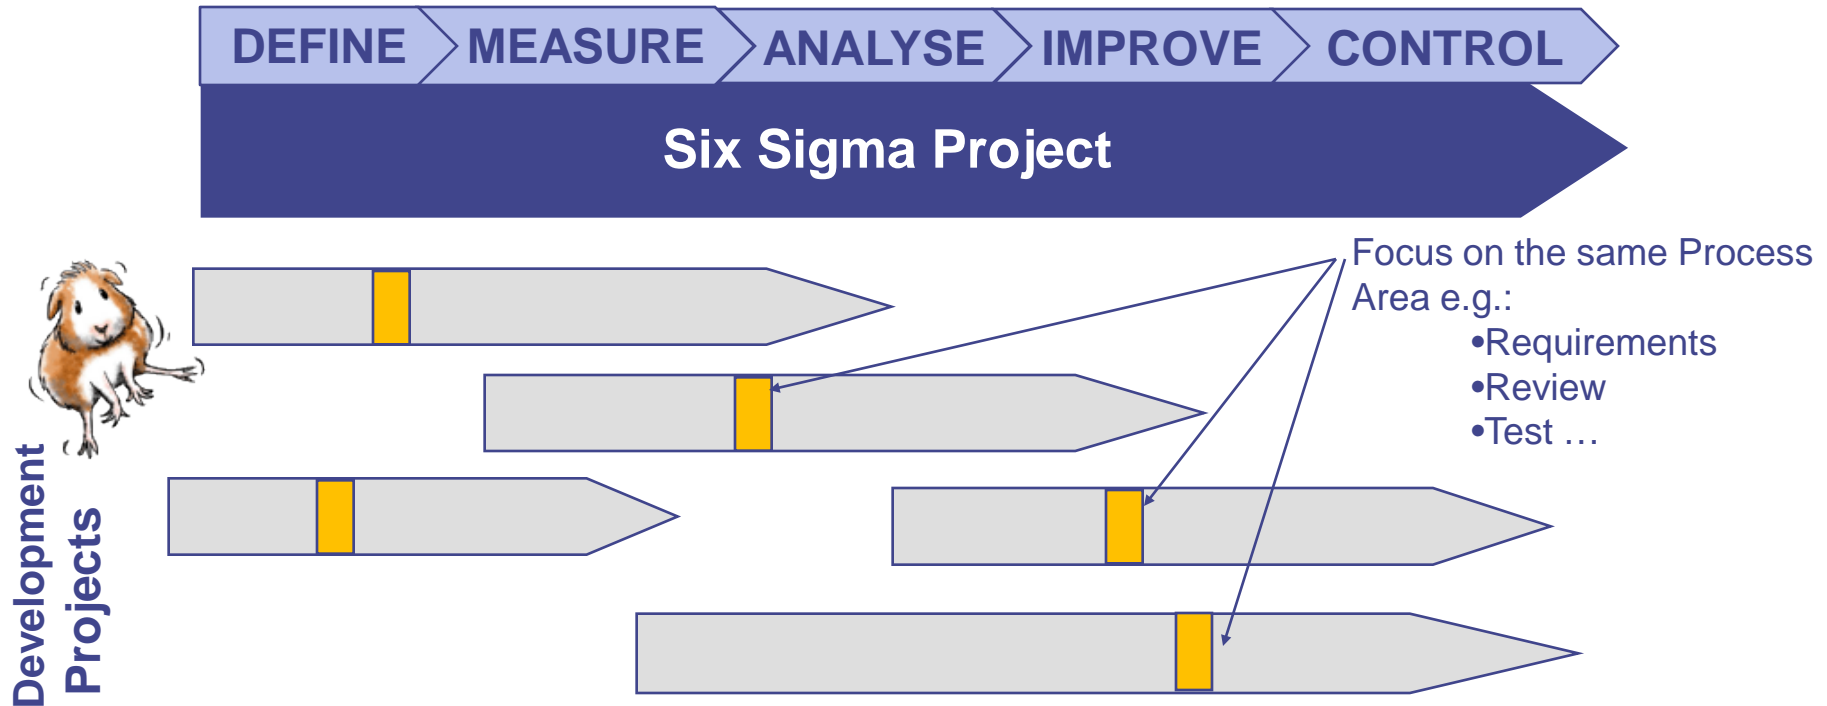 DEFINE
MEASURE
ANALYSE
IMPROVE
CONTROL
Six Sigma Project
Focus on the same Process
Area e.g.:
•Requirements
•Review
•Test …
Development
Projects